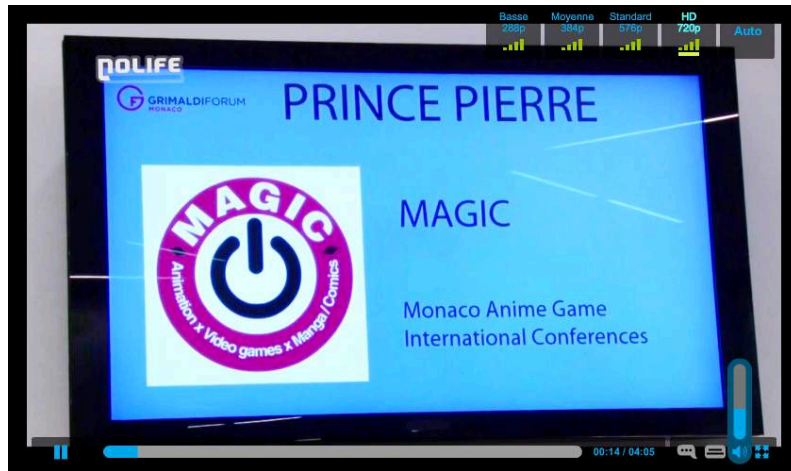 Basse Moyenne Standard HD
288p 384p 576p 720p Auto
NOLIFE
GRIMALDIFORUM
MONACO
PRINCE PIERRE
MAGIC
Animation x Video games x Manga/Comics
MAGIC
Monaco Anime Game
International Conferences
00:14 / 04:05